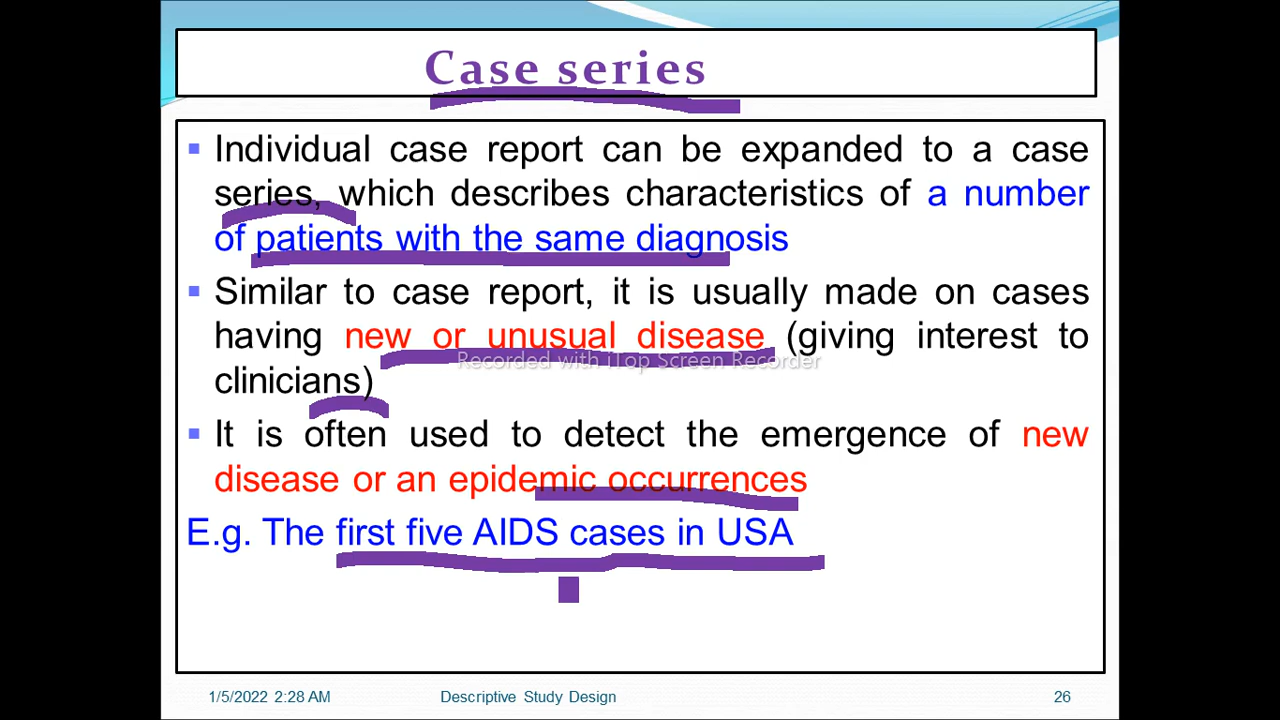 Case series
Individual case report can be expanded to a case
series, which describes characteristics of a number
of patients with the same diagnosis
Similar to case report, it is usually made on cases
having new or unusual disease (giving interest to
Recorded with iTop Screen Recorder
clinicians)
It is often used to detect the emergence of new
disease or an epidemic occurrences
E.g. The first five AIDS cases in USA
1/5/2022 2:28 AM
Descriptive Study Design
26